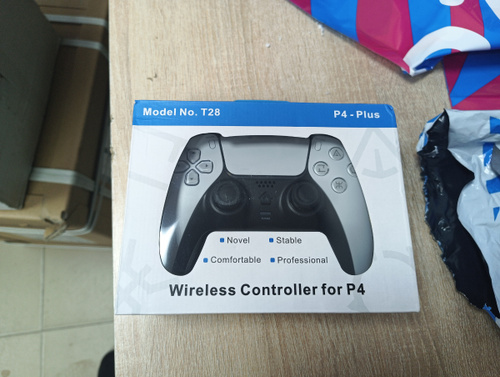 Model No. T28
P4 - Plus
Novel
Stable
Comfortable
Professional
Wireless Controller for P4